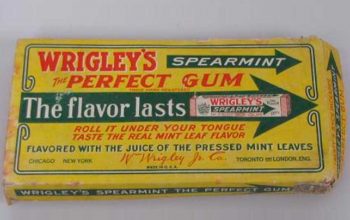 WRIGLEY'S SPEARMINT
THE PERFECT GUM
The flavor lasts WRIGLEY'S
SPEARMINT
ROLL IT UNDER YOUR TONGUE
TASTE THE REAL MINT LEAF FLAVOR
FLAVORED WITH THE JUICE OF THE PRESSED MINT LEAVES
CHICAGO NEW YORK Wm Wrigley Jr. Co. TORONTO LONDON, ENG.
MADE IN U.S.A.
WRIGLEY'S SPEARMINT THE PERFECT GUM